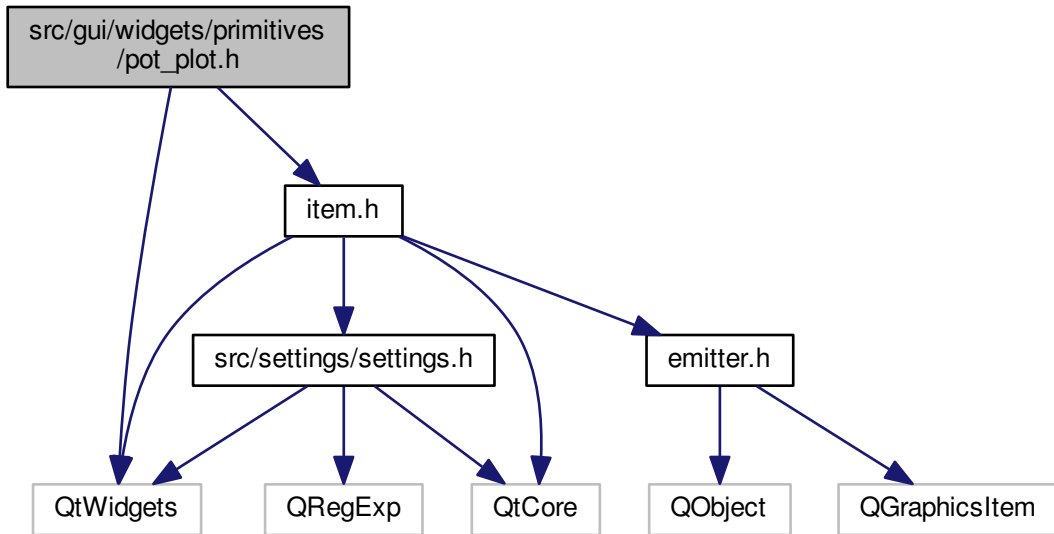 src/gui/widgets/primitives
/pot_plot.h
item.h
src/settings/settings.h
emitter.h
QtWidgets
QRegExp
QtCore
QObject
QGraphicsItem